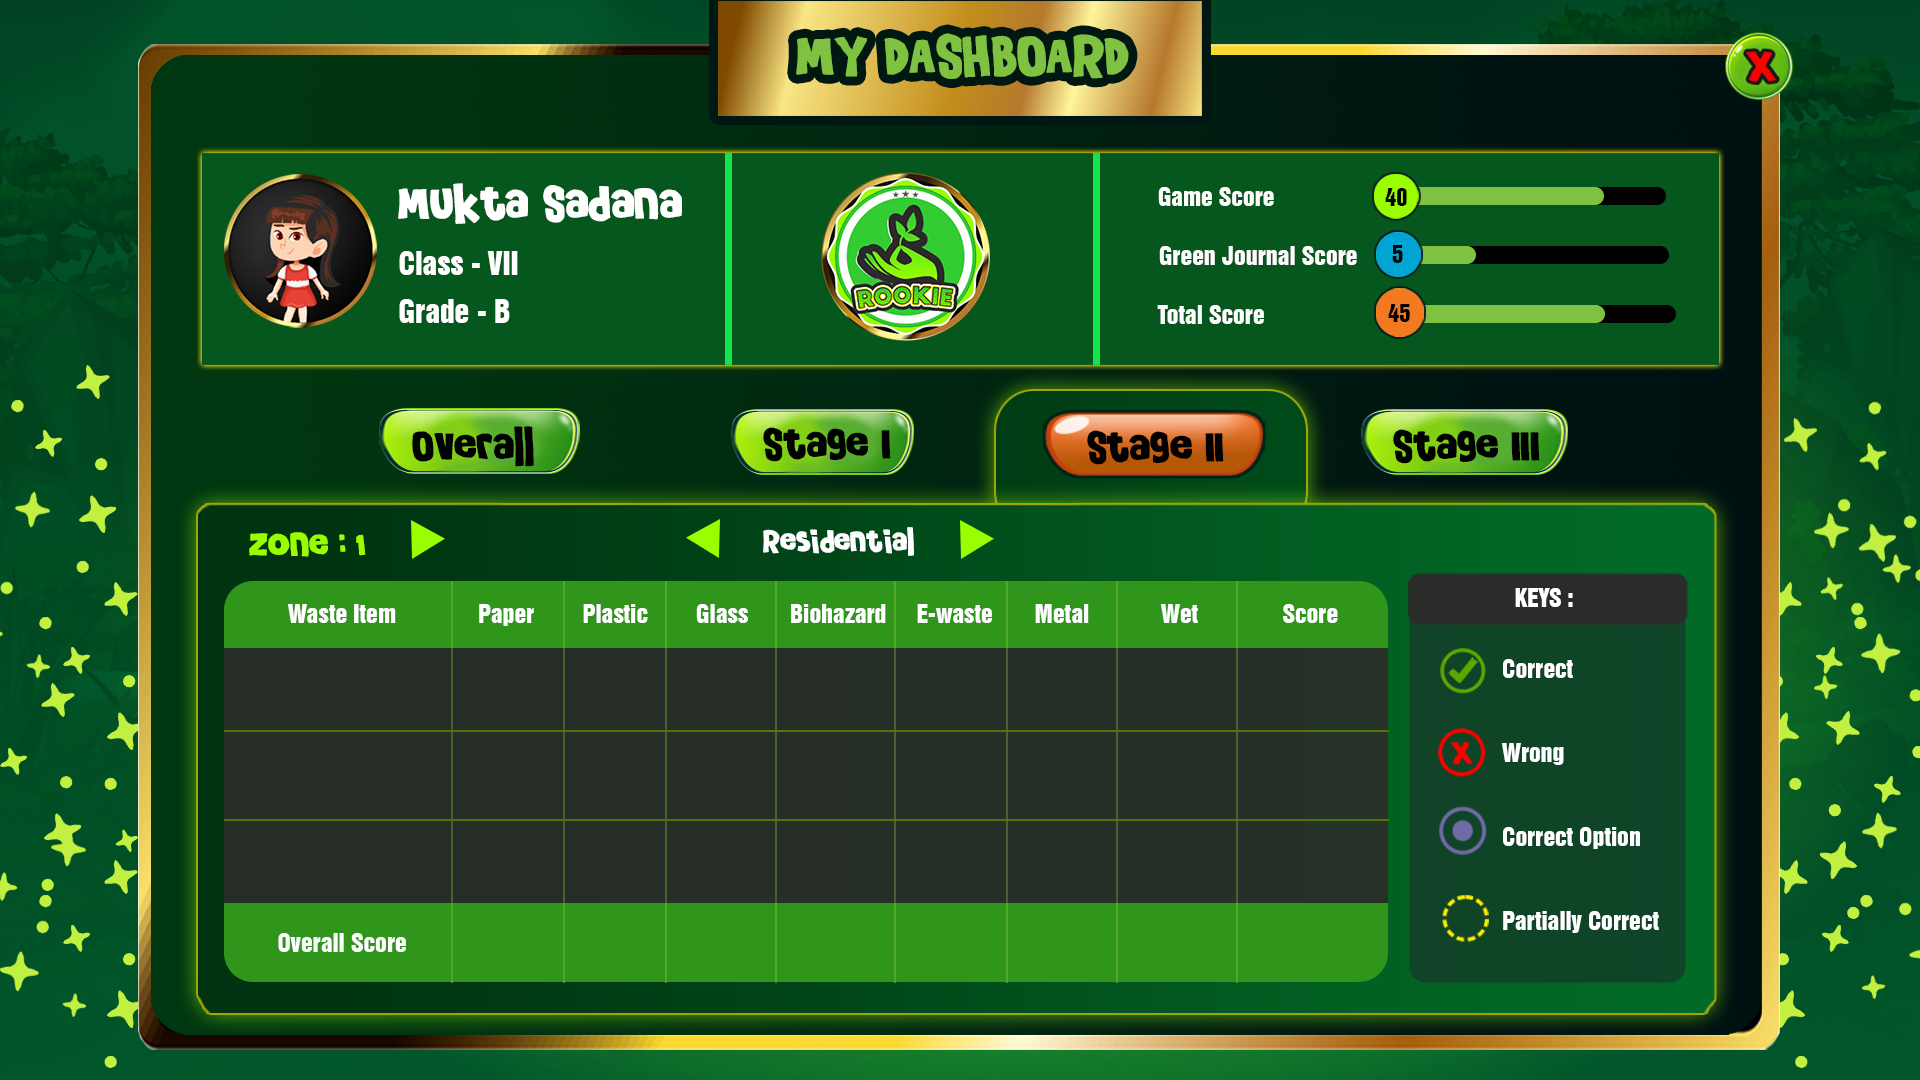 MY DASHBOARD
X
Mukta Sadana
Class - VII
Grade - B
ROOKIE
Game Score 40
Green Journal Score 5
Total Score 45
Overall Stage I Stage II Stage III
Zone : 1 Residential
Waste Item Paper Plastic Glass Biohazard E-waste Metal Wet Score
Overall Score
KEYS :
Correct
Wrong
Correct Option
Partially Correct